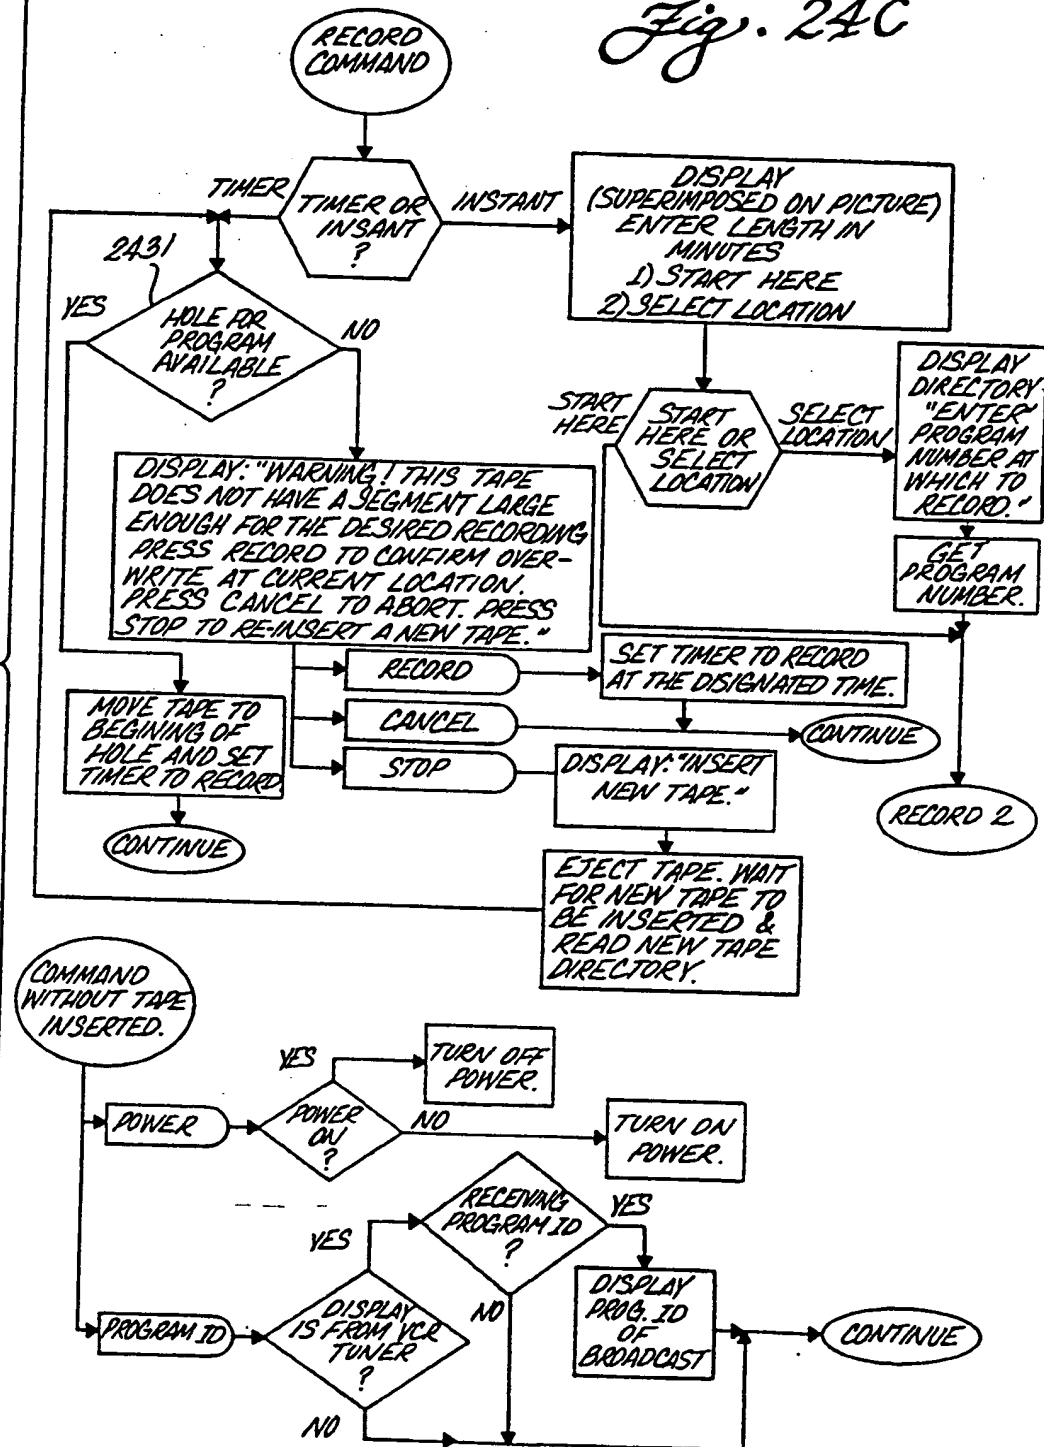 Fig. 24C
RECORD
COMMAND
TIMER
TIMER OR
INSANT
?
INSTANT
DISPLAY
(SUPERIMPOSED ON PICTURE)
ENTER LENGTH IN
MINUTES
1) START HERE
2) SELECT LOCATION
2431
YES
HOLE FOR
PROGRAM
AVAILABLE
?
NO
START
HERE
START
HERE OR
SELECT
LOCATION
SELECT
LOCATION
DISPLAY
DIRECTORY-
"ENTER
PROGRAM
NUMBER AT
WHICH TO
RECORD."
GET
PROGRAM
NUMBER.
DISPLAY: "WARNING! THIS TAPE
DOES NOT HAVE A SEGMENT LARGE
ENOUGH FOR THE DESIRED RECORDING
PRESS RECORD TO CONFIRM OVER-
WRITE AT CURRENT LOCATION.
PRESS CANCEL TO ABORT. PRESS
STOP TO RE-INSERT A NEW TAPE."
RECORD
SET TIMER TO RECORD
AT THE DISIGNATED TIME.
CANCEL
CONTINUE
STOP
DISPLAY: "INSERT
NEW TAPE."
MOVE TAPE TO
BEGINING OF
HOLE AND SET
TIMER TO RECORD.
CONTINUE
RECORD 2
EJECT TAPE. WAIT
FOR NEW TAPE TO
BE INSERTED &
READ NEW TAPE
DIRECTORY.
COMMAND
WITHOUT TAPE
INSERTED.
POWER
POWER
ON
?
YES
TURN OFF
POWER.
NO
TURN ON
POWER.
PROGRAM ID
DISPLAY
IS FROM VCR
TUNER
?
YES
RECEIVING
PROGRAM ID
?
YES
NO
DISPLAY
PROG. ID
OF
BROADCAST
CONTINUE
NO